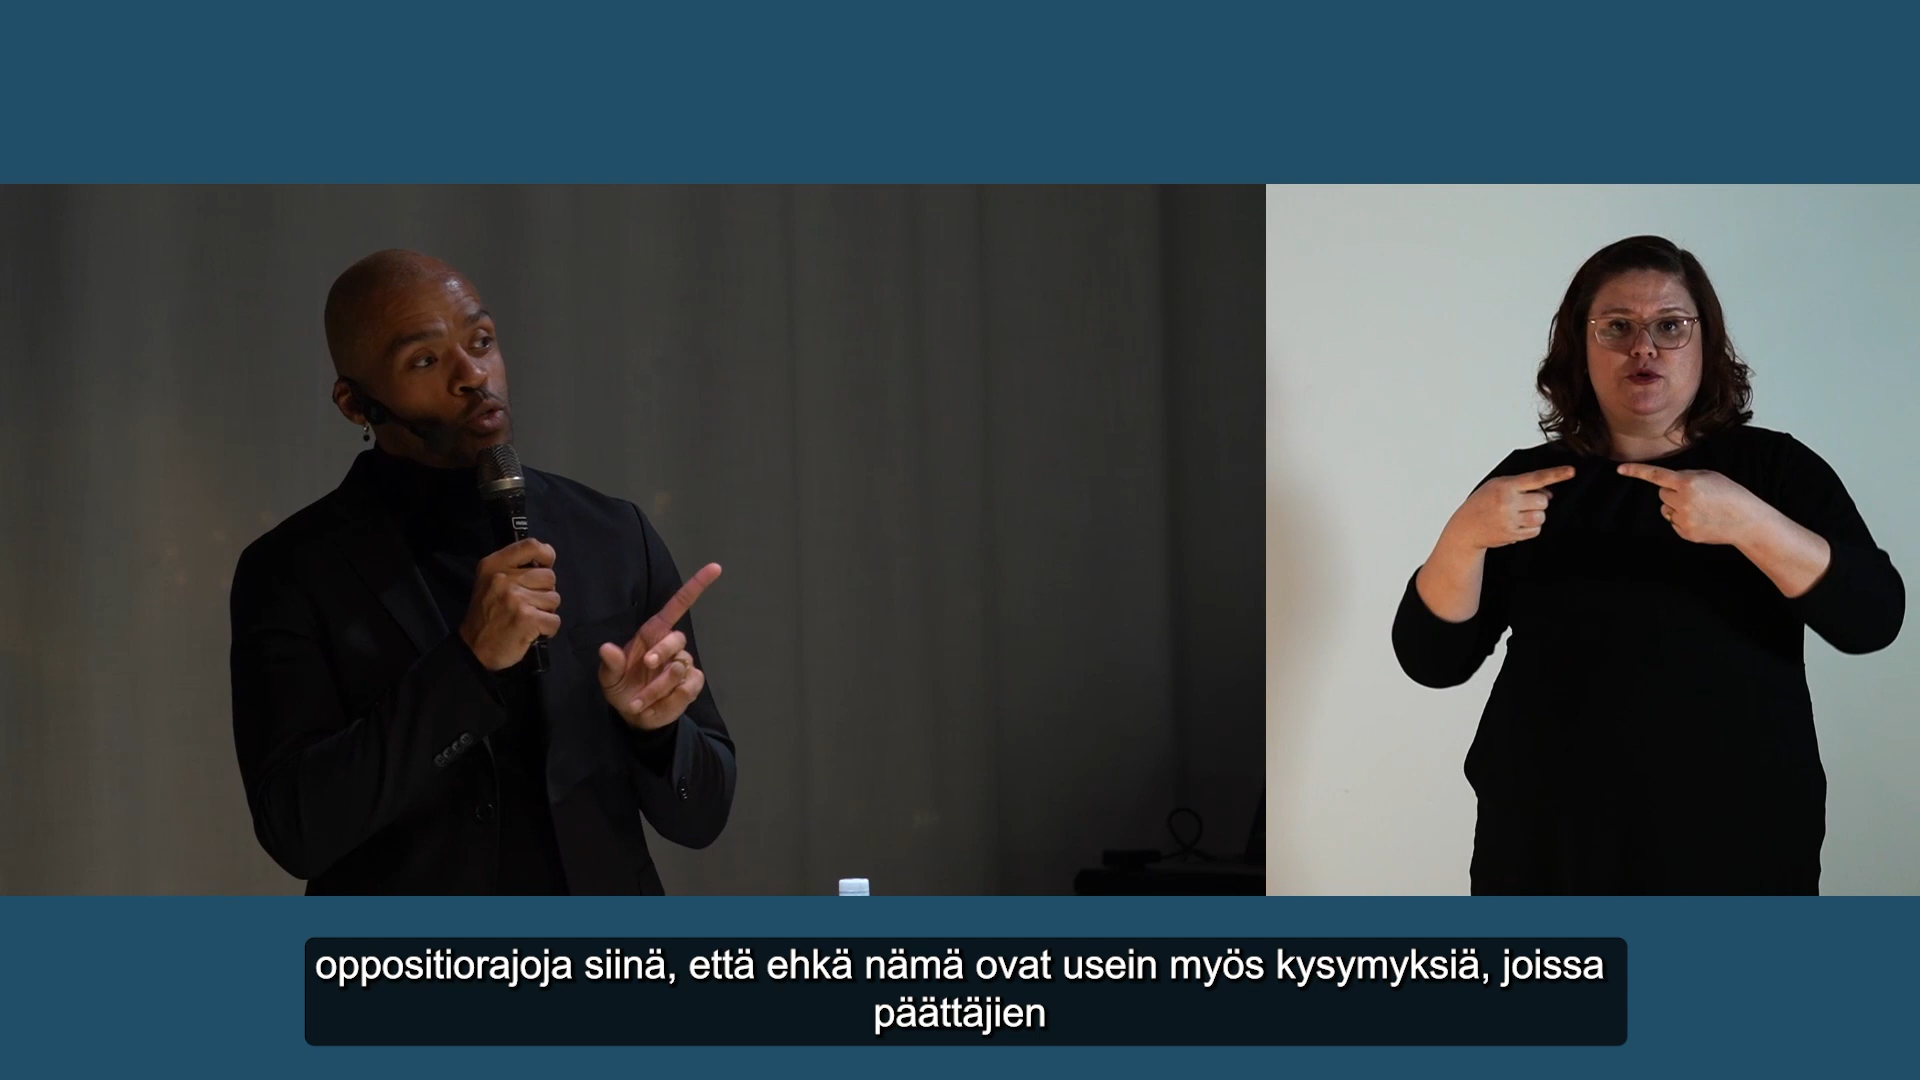 oppositiorajoja siinä, että ehkä nämä ovat usein myös kysymyksiä, joissa
päättäjien